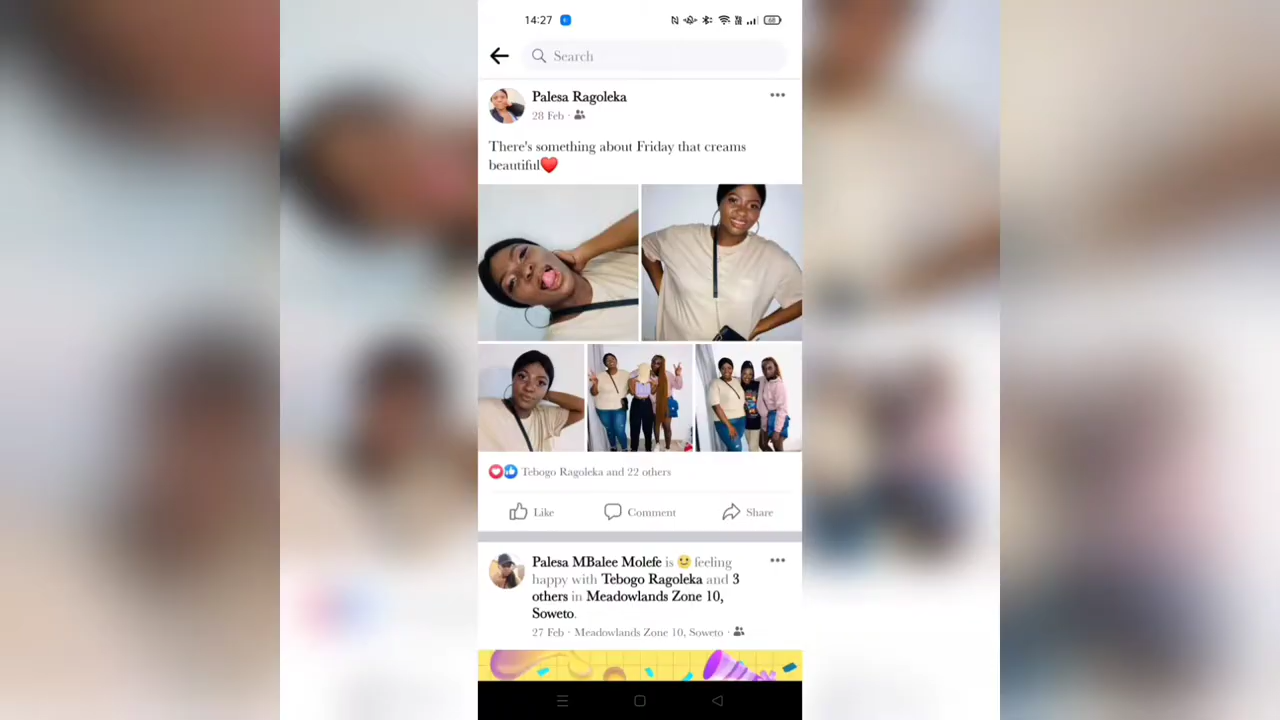 14:27
Search
Palesa Ragoleka
28 Feb ·
There's something about Friday that creams
beautiful❤️
Tebogo Ragoleka and 22 others
Like
Comment
Share
Palesa MBalee Molefe is 🙂 feeling
happy with Tebogo Ragoleka and 3
others in Meadowlands Zone 10,
Soweto.
27 Feb · Meadowlands Zone 10, Soweto ·